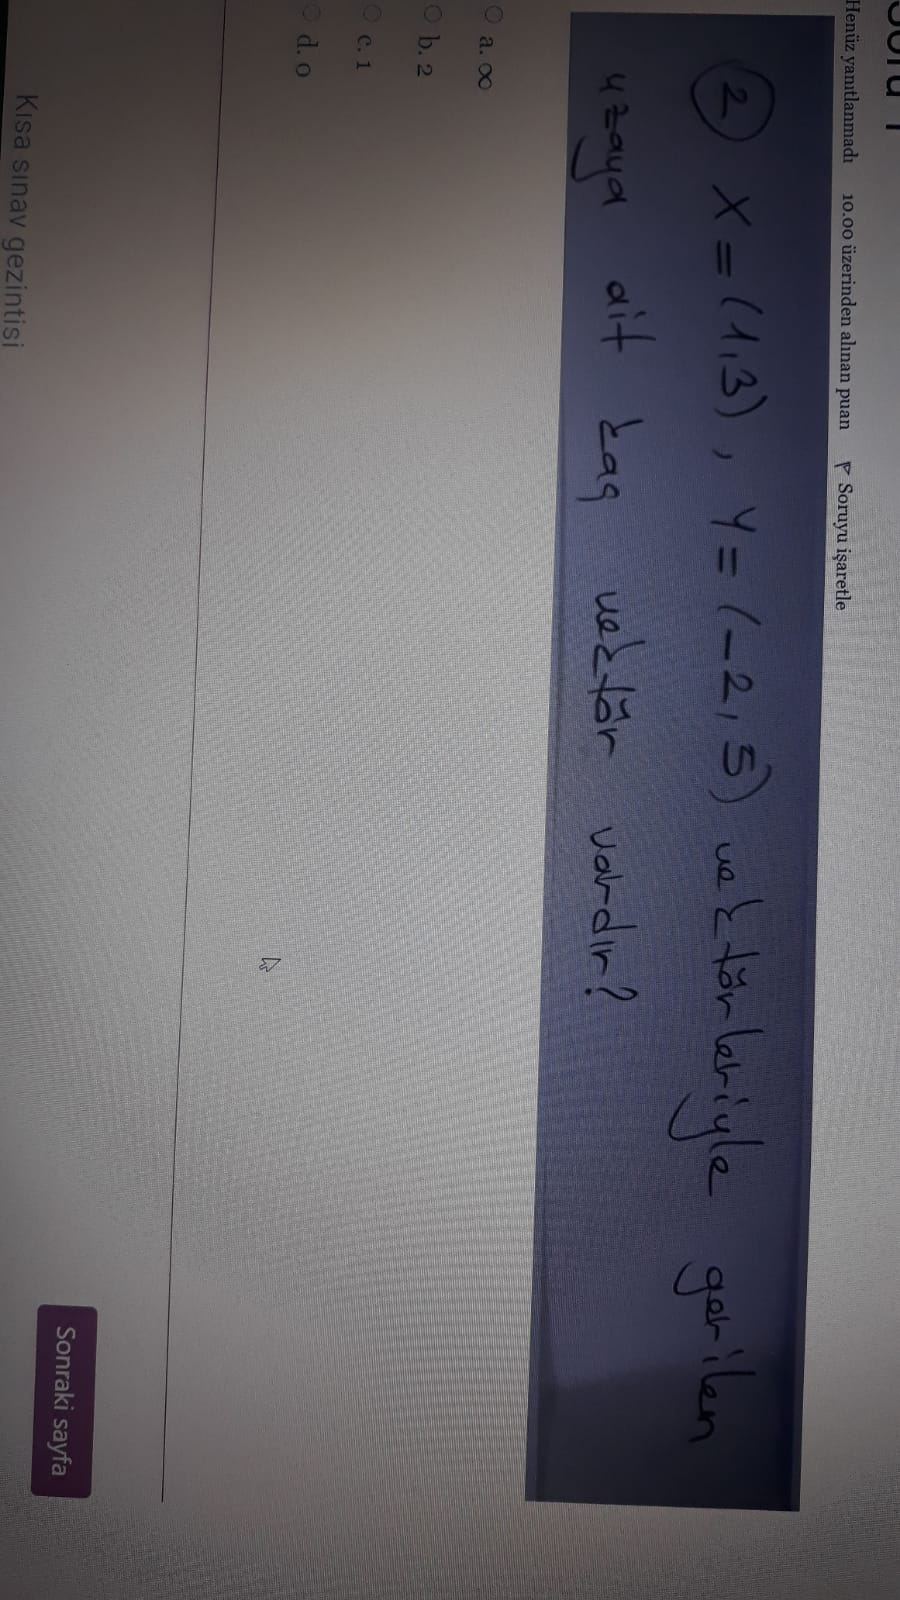 Soru 1
Henüz yanıtlanmadı 10.00 üzerinden alınan puan Soruyu işaretle
2 X = (1,3), Y = (-2, 5) vektörleriyle gerilen
uzaya ait kaç vektör vardır?
a. ∞
b. 2
c. 1
d. 0
Sonraki sayfa
Kısa sınav gezintisi